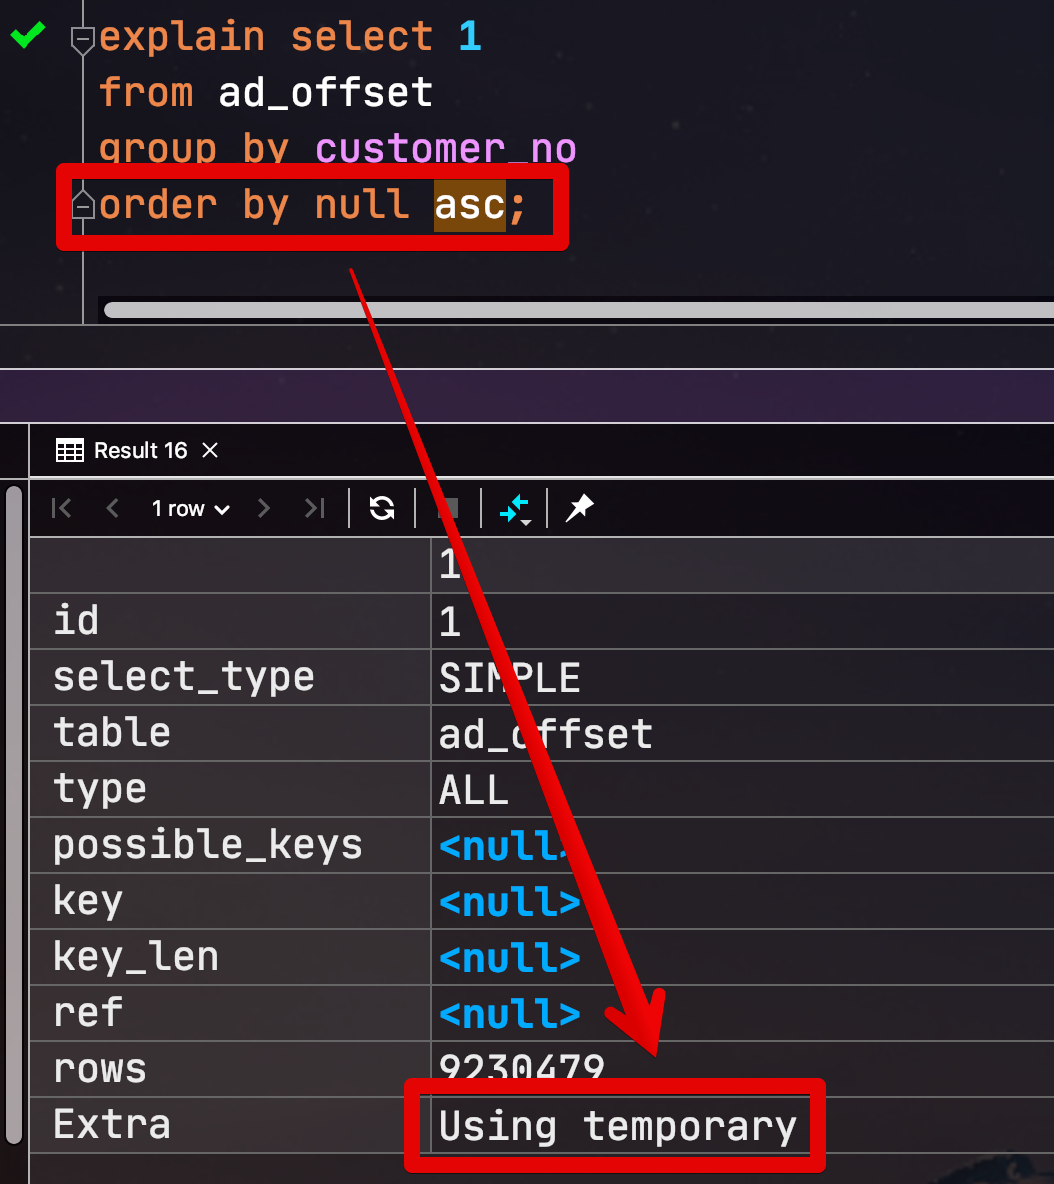 explain select 1
from ad_offset
group by customer_no
order by null asc;
Result 16
1 row
1
id 1
select_type SIMPLE
table ad_offset
type ALL
possible_keys <null>
key <null>
key_len <null>
ref <null>
rows 9230479
Extra Using temporary